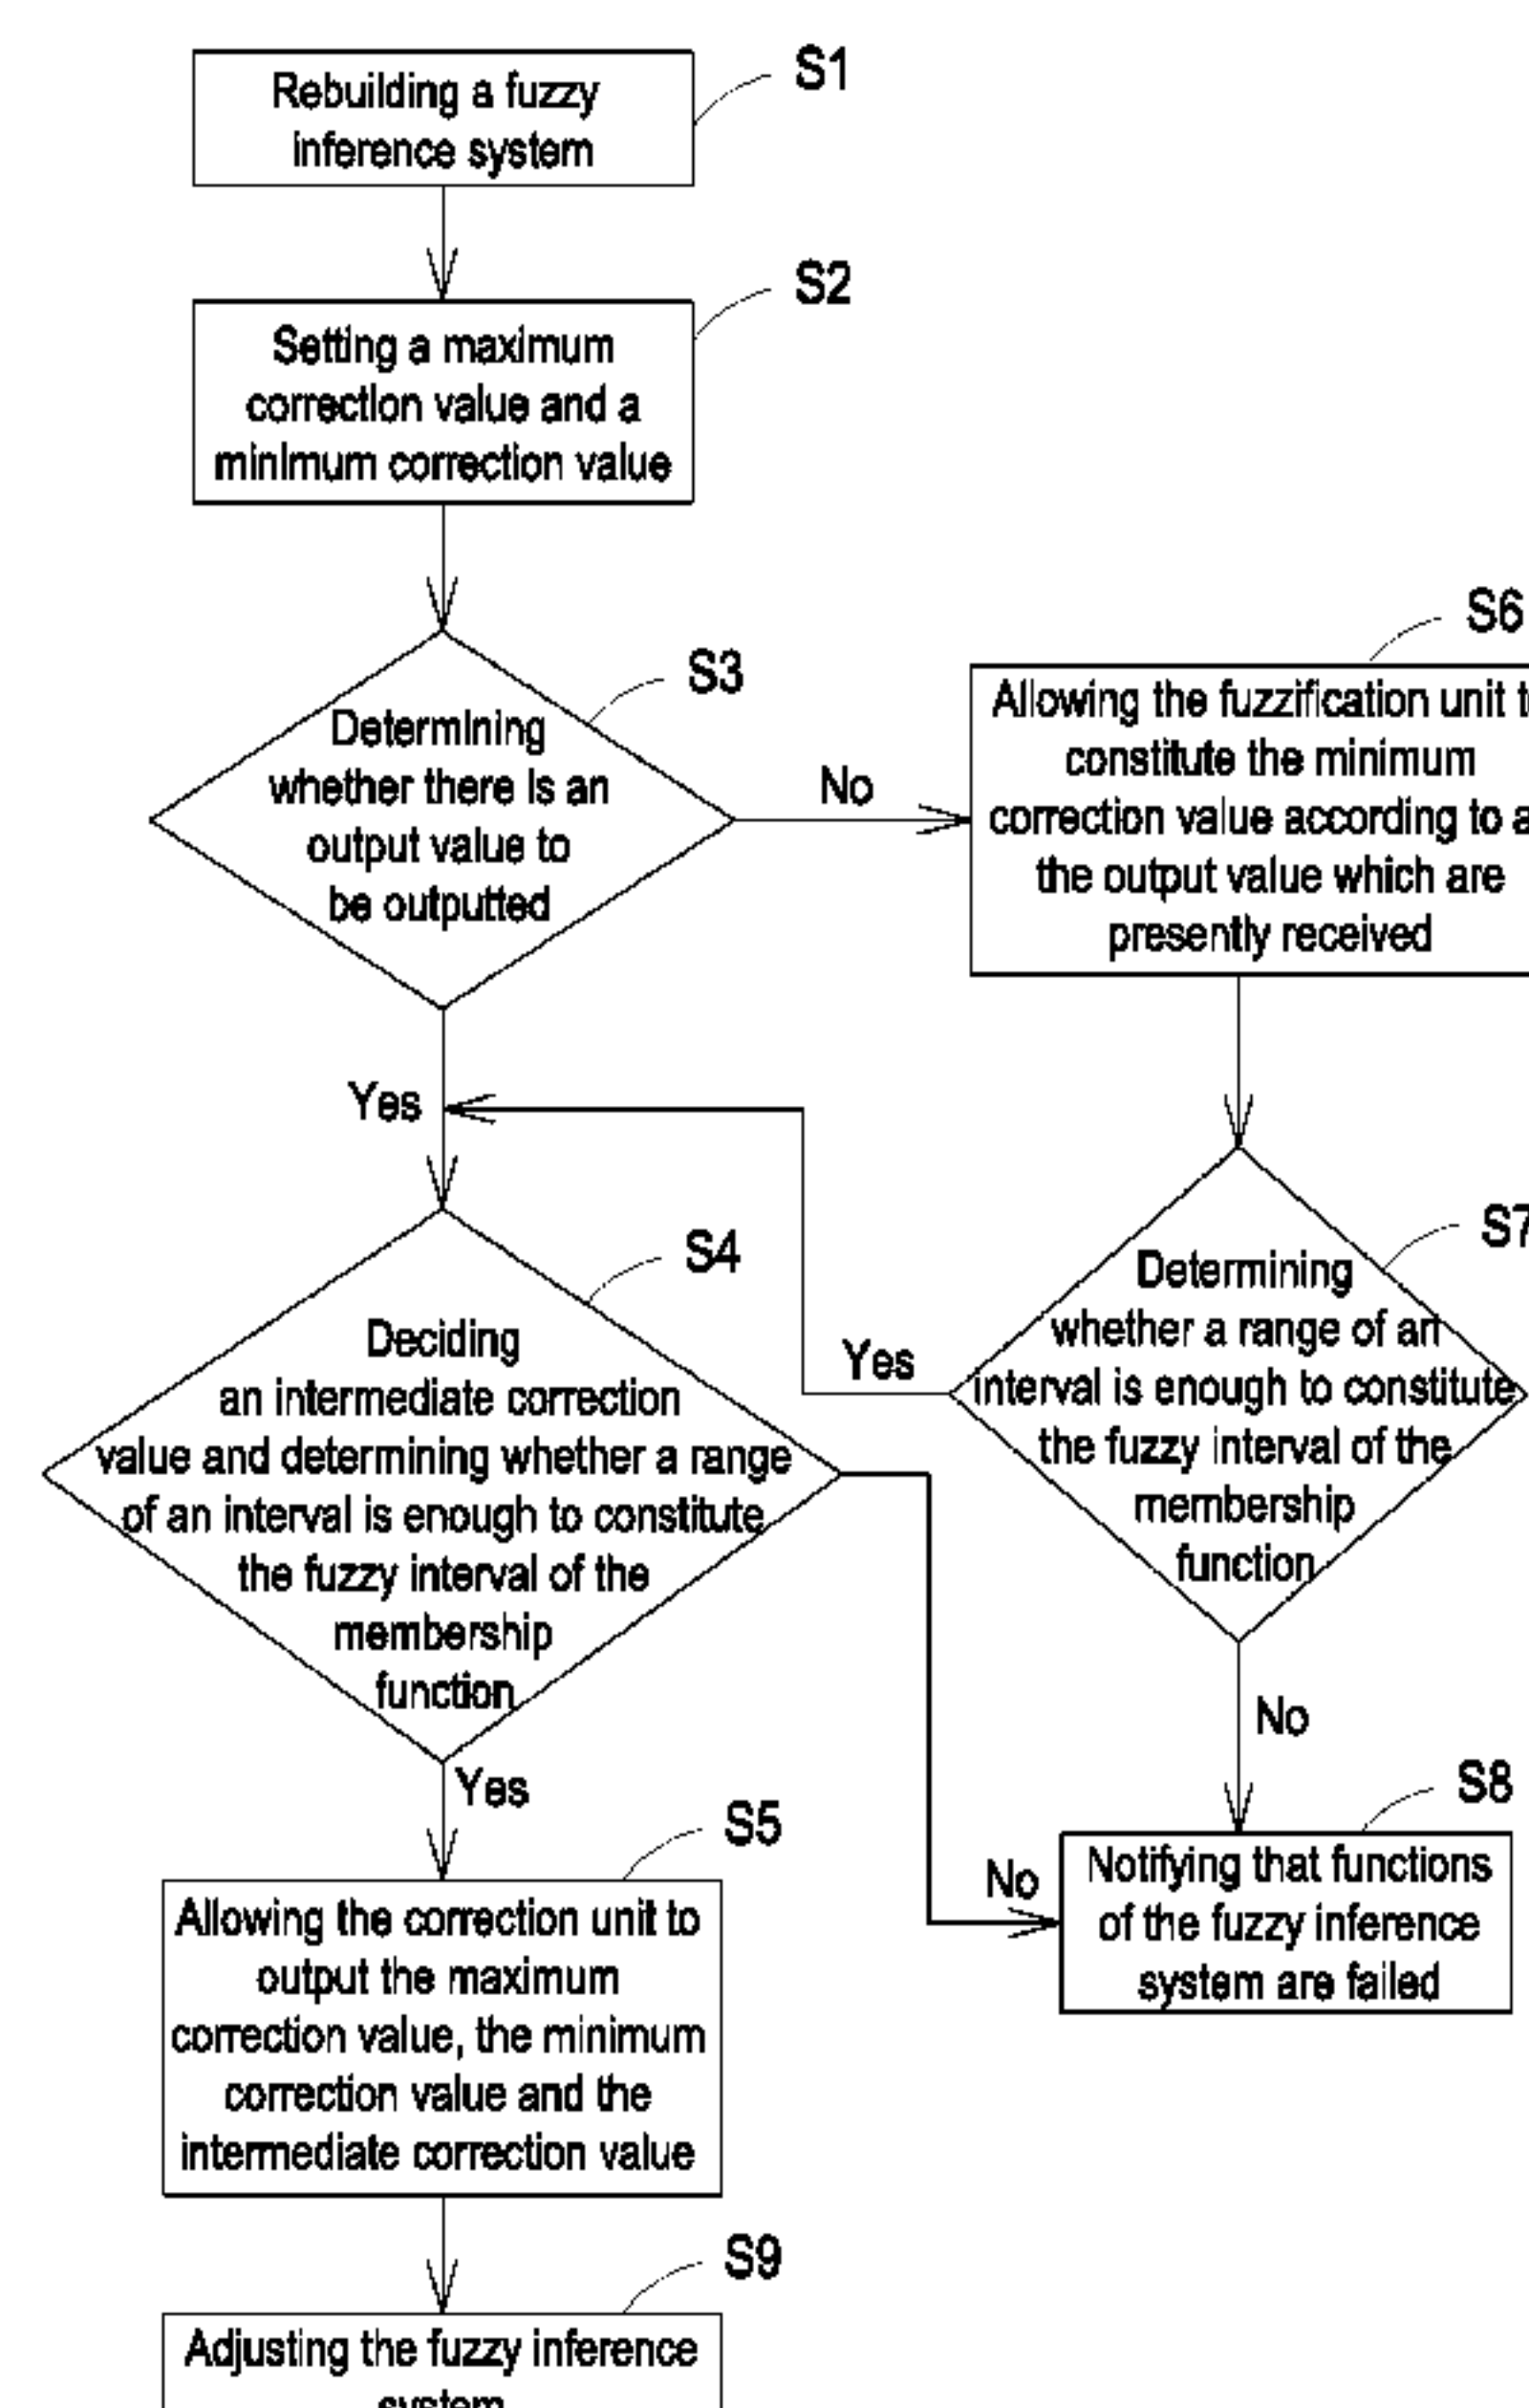 S1
Rebuilding a fuzzy
inference system
S2
Setting a maximum
correction value and a
minimum correction value
S3
Determining
whether there is an
output value to
be outputted
No
S6
Allowing the fuzzification unit
constitute the minimum
correction value according to
the output value which are
presently received
Yes
S4
Deciding
an intermediate correction
value and determining whether a range
of an interval is enough to constitute
the fuzzy interval of the
membership
function
S7
Determining
whether a range of an
interval is enough to constitute
the fuzzy interval of the
membership
function
Yes
No
Yes
S5
Allowing the correction unit to
output the maximum
correction value, the minimum
correction value and the
intermediate correction value
No
S8
Notifying that functions
of the fuzzy inference
system are failed
S9
Adjusting the fuzzy inference
system